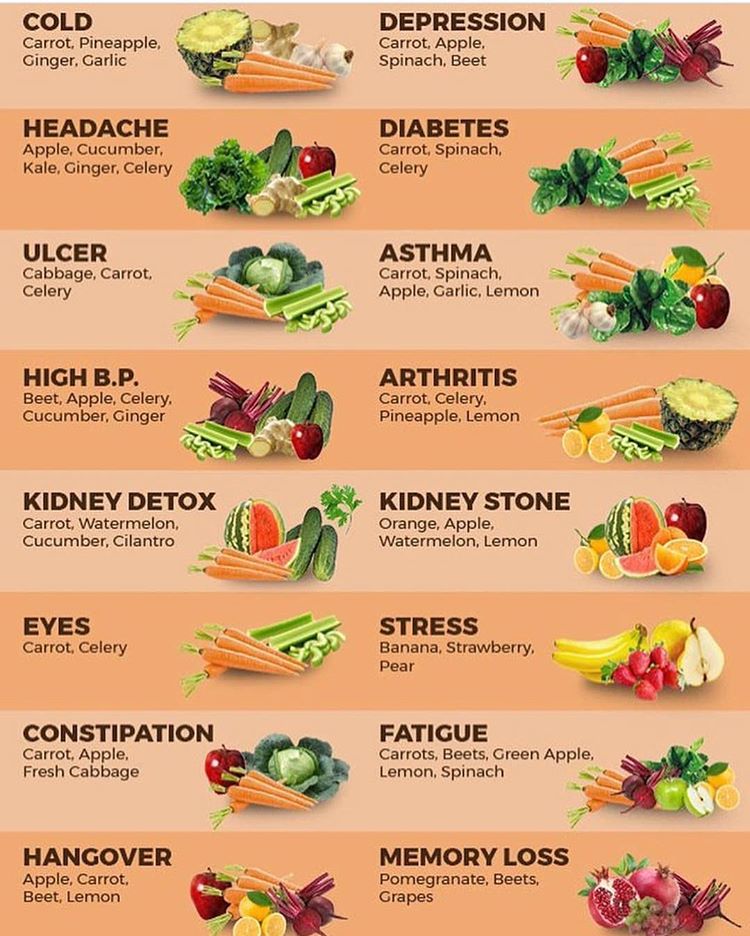 COLD
Carrot, Pineapple,
Ginger, Garlic
DEPRESSION
Carrot, Apple,
Spinach, Beet
HEADACHE
Apple, Cucumber,
Kale, Ginger, Celery
DIABETES
Carrot, Spinach,
Celery
ULCER
Cabbage, Carrot,
Celery
ASTHMA
Carrot, Spinach,
Apple, Garlic, Lemon
HIGH B.P.
Beet, Apple, Celery,
Cucumber, Ginger
ARTHRITIS
Carrot, Celery,
Pineapple, Lemon
KIDNEY DETOX
Carrot, Watermelon,
Cucumber, Cilantro
KIDNEY STONE
Orange, Apple,
Watermelon, Lemon
EYES
Carrot, Celery
STRESS
Banana, Strawberry,
Pear
CONSTIPATION
Carrot, Apple,
Fresh Cabbage
FATIGUE
Carrots, Beets, Green Apple,
Lemon, Spinach
HANGOVER
Apple, Carrot,
Beet, Lemon
MEMORY LOSS
Pomegranate, Beets,
Grapes